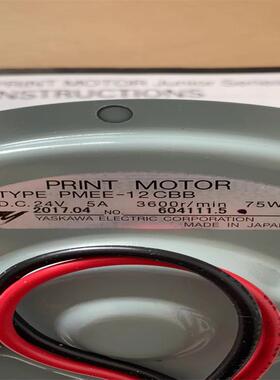 PRINT MOTOR Junior Series
INSTRUCTIONS
PRINT MOTOR
TYPE PMEE-12CBB
D.C. 24V 5A 3600r/min 75W
2017.04 NO. 604111.5
YASKAWA ELECTRIC CORPORATION
MADE IN JAPAN